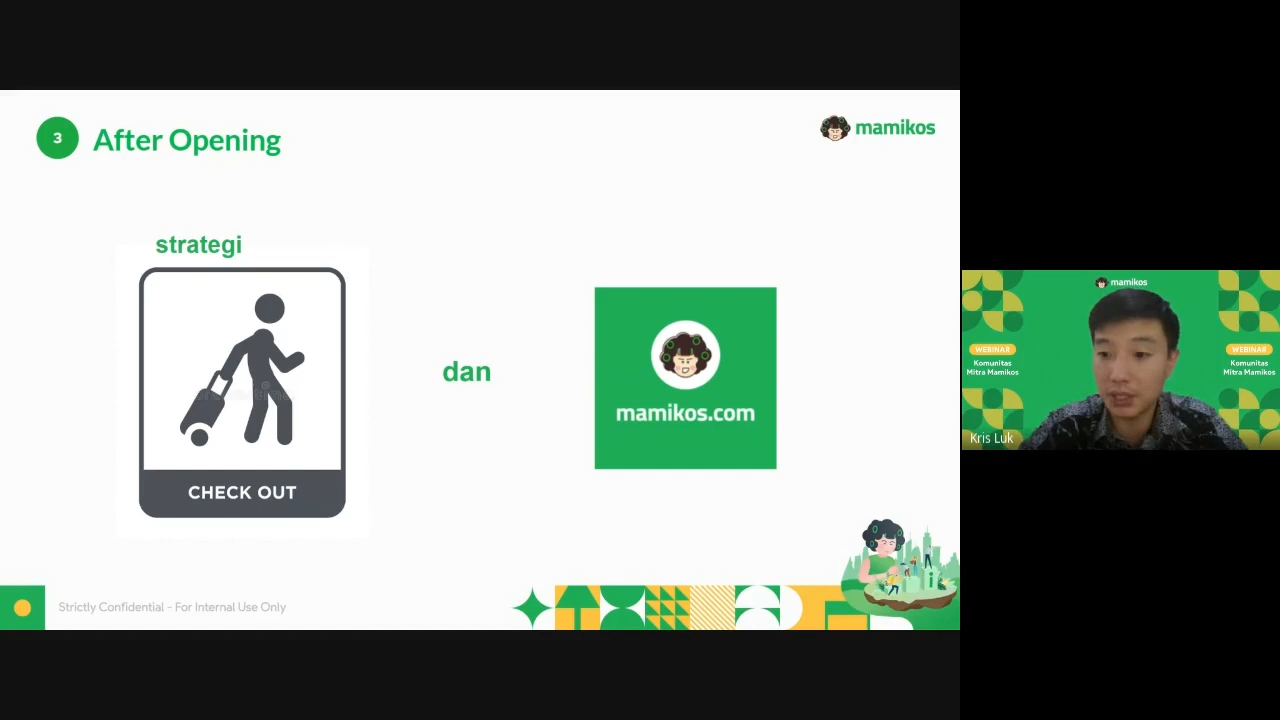 3
After Opening
mamikos
strategi
CHECK OUT
dan
mamikos.com
Strictly Confidential - For Internal Use Only
mamikos
WEBINAR
Komunitas
Mitra Mamikos
WEBINAR
Komunitas
Mitra Mamikos
Kris Luk